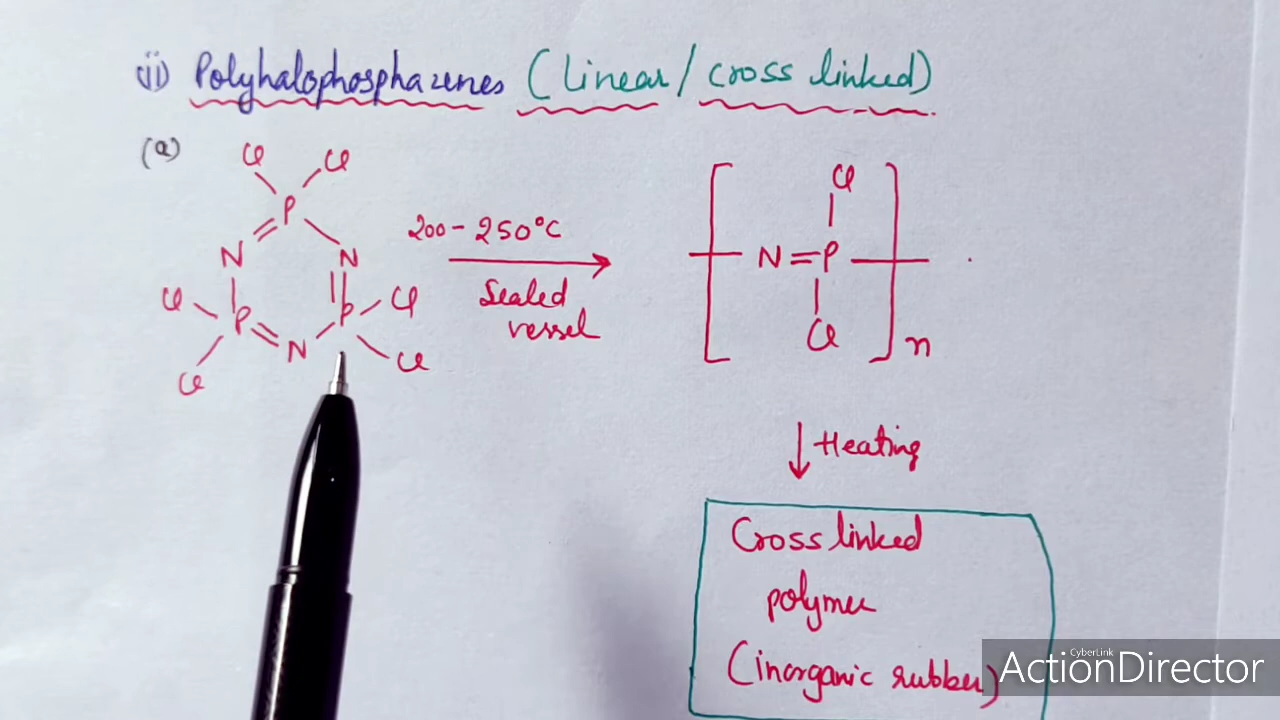 (ii) Polyhalophosphazenes (Linear/cross linked)
(a)
Cl Cl
P
N N
Cl P N P Cl
Cl Cl
200-250°C
Sealed
vessel
[ N=P ]n
Cl
Cl
↓ Heating
Cross linked
polymer
(inorganic rubber)
CyberLink
ActionDirector